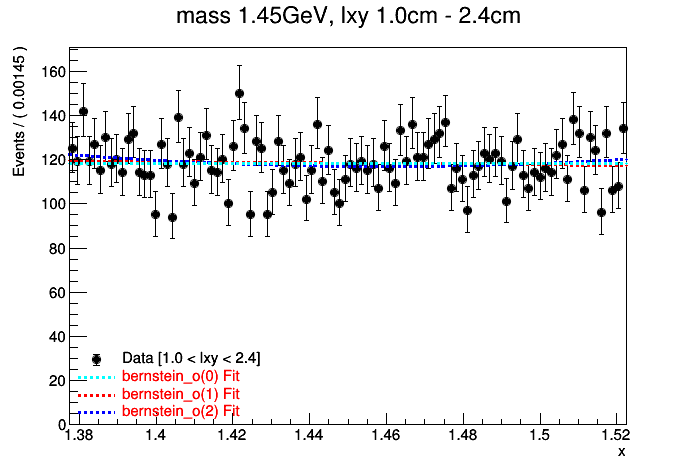 mass 1.45GeV, lxy 1.0cm - 2.4cm
Events / ( 0.00145 )
160
140
120
100
80
60
40
20
0
Data [1.0 < lxy < 2.4]
bernstein_o(0) Fit
bernstein_o(1) Fit
bernstein_o(2) Fit
1.38 1.4 1.42 1.44 1.46 1.48 1.5 1.52
x